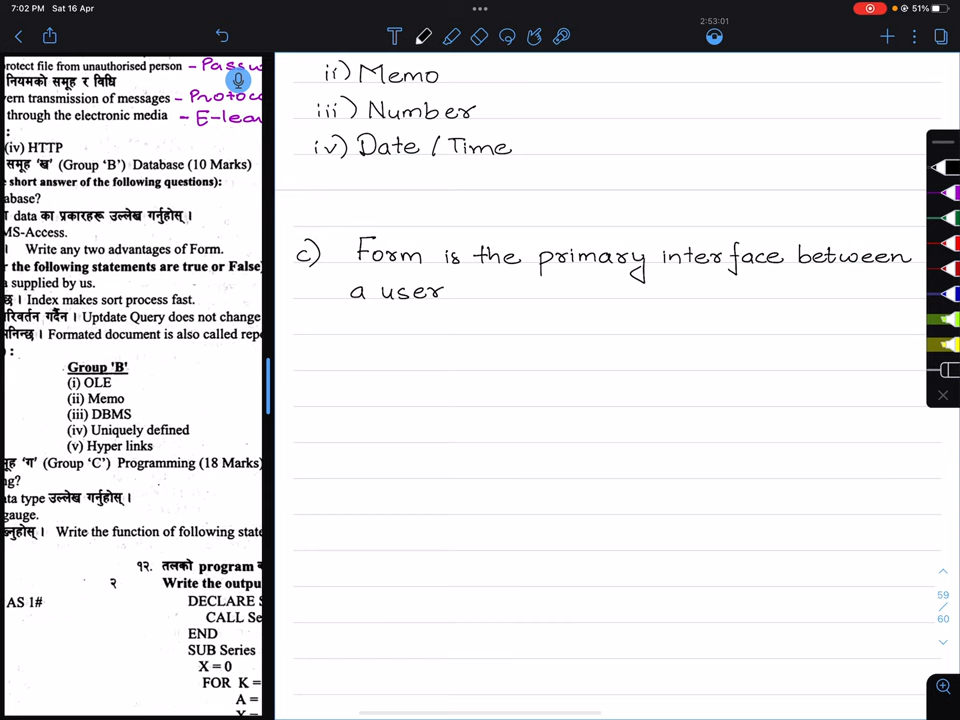 7:02 PM Sat 16 Apr
51%
2:53:01
T
rotect file from unauthorised person - Passw
नियमको समूह र विधि
ern transmission of messages - Protoc
through the electronic media - E-lear
:
(iv) HTTP
समूह ‘ख’ (Group ‘B’) Database (10 Marks)
short answer of the following questions):
abase?
data का प्रकारहरू उल्लेख गर्नुहोस् ।
MS-Access.
। Write any two advantages of Form.
r the following statements are true or False)
a supplied by us.
छ । Index makes sort process fast.
परिवर्तन गर्दैन । Uptdate Query does not change
मनिन्छ । Formated document is also called repo
) :
Group 'B'
(i) OLE
(ii) Memo
(iii) DBMS
(iv) Uniquely defined
(v) Hyper links
मूह ‘ग’ (Group ‘C’) Programming (18 Marks)
ng?
ata type उल्लेख गर्नुहोस् ।
gauge.
ख्नुहोस् । Write the function of following state
१२. तलको program
२ Write the outpu
DECLARE S
AS 1#
CALL Se
END
SUB Series
X = 0
FOR K =
A =
ii) Memo
iii) Number
iv) Date / Time
c) Form is the primary interface between
a user
59
/
60